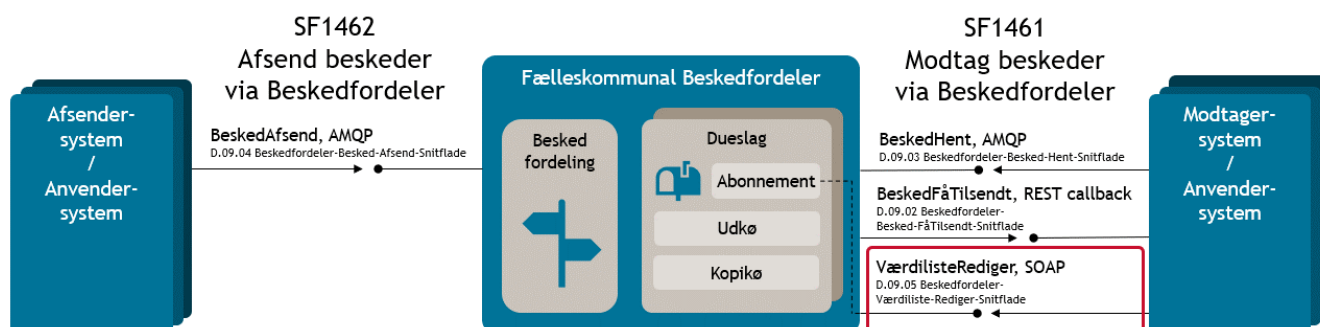 SF1462
Afsend beskeder
via Beskedfordeler
SF1461
Modtag beskeder
via Beskedfordeler
Afsender-
system
/
Anvender-
system
BeskedAfsend, AMQP
D.09.04 Beskedfordeler-Besked-Afsend-Snitflade
Fælleskommunal Beskedfordeler
Besked
fordeling
Dueslag
Abonnement
Udkø
Kopikø
BeskedHent, AMQP
D.09.03 Beskedfordeler-Besked-Hent-Snitflade
BeskedFåTilsendt, REST callback
D.09.02 Beskedfordeler-
Besked-FåTilsendt-Snitflade
VærdilisteRediger, SOAP
D.09.05 Beskedfordeler-
Værdiliste-Rediger-Snitflade
Modtager-
system
/
Anvender-
system